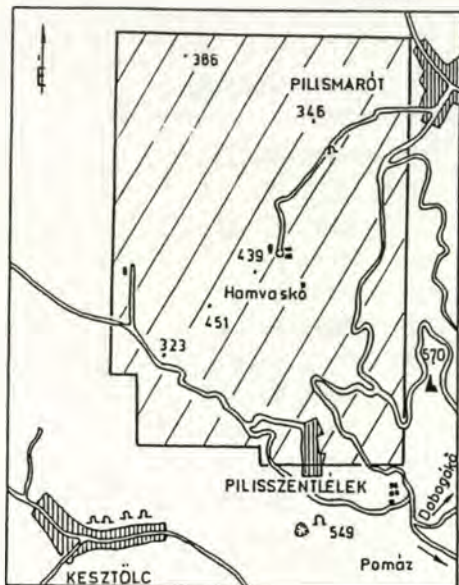 É
386
PILISMARÓT
346
439
Hamvaskő
451
323
570
PILISSZENTLÉLEK
Dobogókő
549
Pomáz
KESZTÖLC